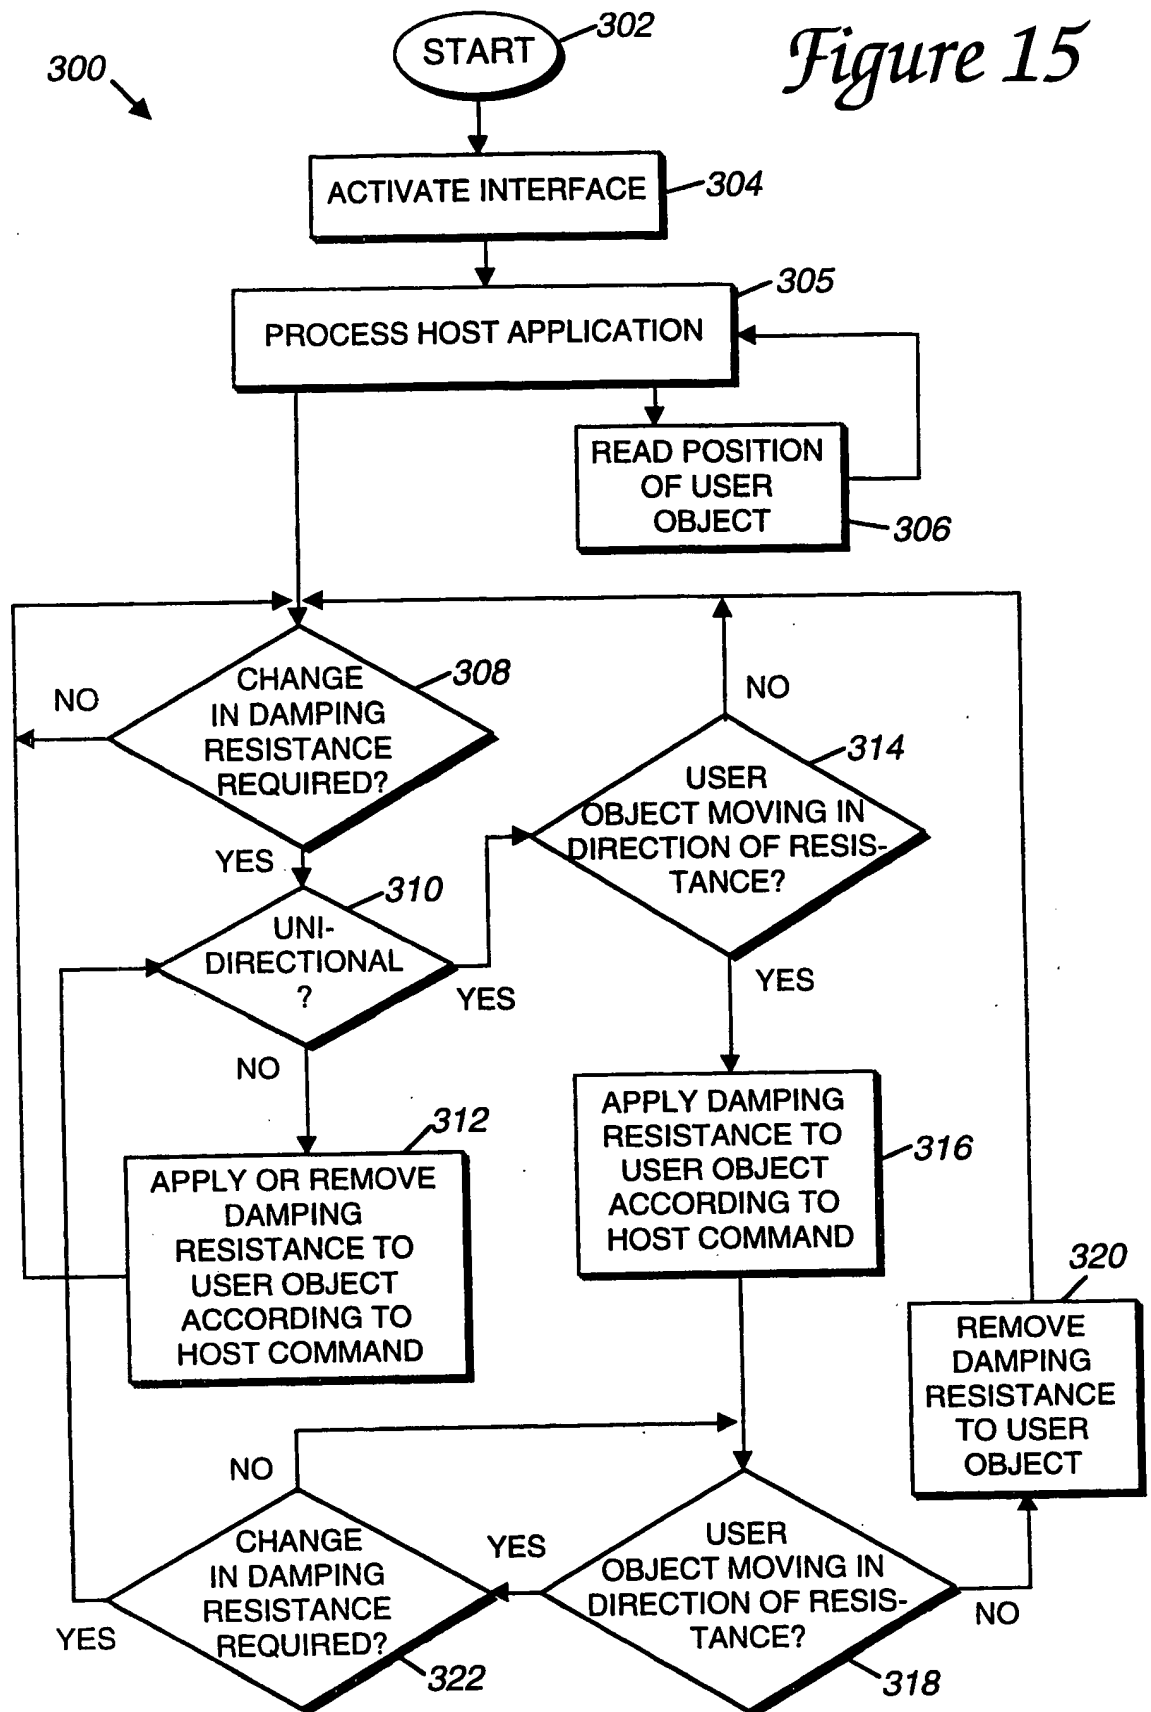 302
START
Figure 15
300
ACTIVATE INTERFACE
304
305
PROCESS HOST APPLICATION
READ POSITION
OF USER
OBJECT
306
NO
CHANGE
IN DAMPING
RESISTANCE
REQUIRED?
308
NO
314
USER
OBJECT MOVING IN
DIRECTION OF RESIS-
TANCE?
YES
310
UNI-
DIRECTIONAL
?
YES
YES
NO
312
APPLY OR REMOVE
DAMPING
RESISTANCE TO
USER OBJECT
ACCORDING TO
HOST COMMAND
APPLY DAMPING
RESISTANCE TO
USER OBJECT
ACCORDING TO
HOST COMMAND
316
320
REMOVE
DAMPING
RESISTANCE
TO USER
OBJECT
NO
CHANGE
IN DAMPING
RESISTANCE
REQUIRED?
YES
322
YES
USER
OBJECT MOVING IN
DIRECTION OF RESIS-
TANCE?
NO
318